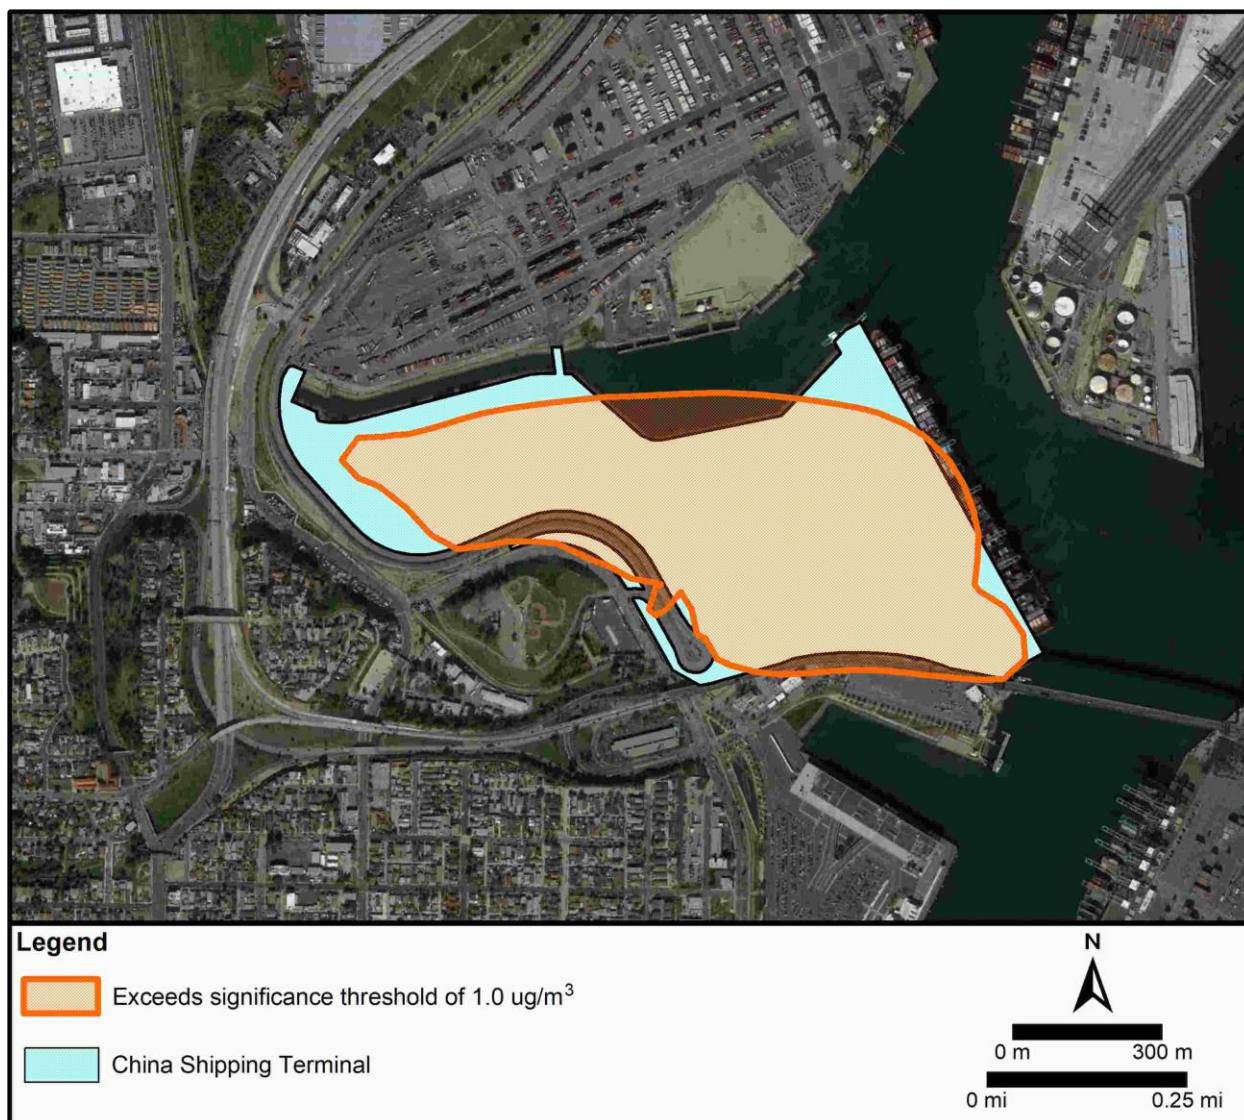 Legend
Exceeds significance threshold of 1.0 ug/m³
China Shipping Terminal
N
0 m 300 m
0 mi 0.25 mi